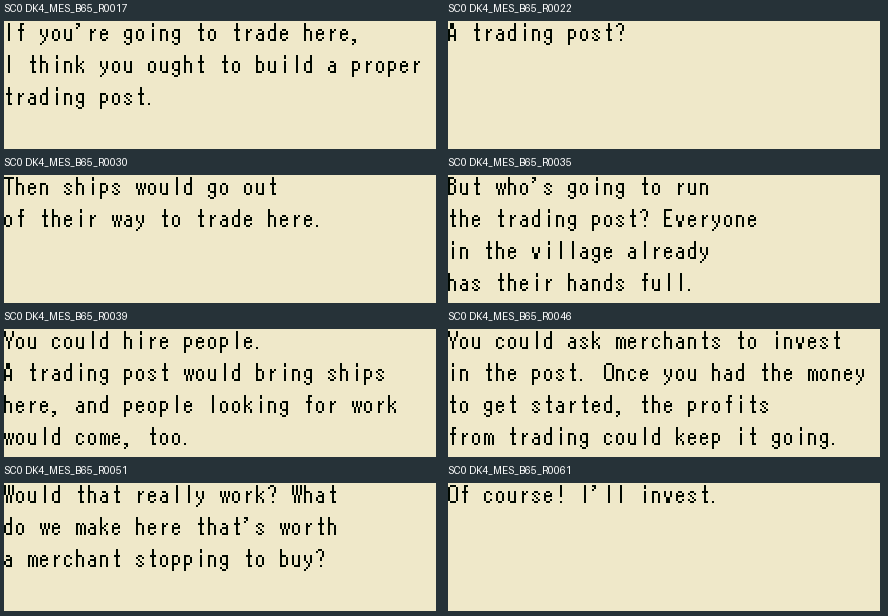 SC0 DK4_MES_B65_R0017
If you're going to trade here,
I think you ought to build a proper
trading post.
SC0 DK4_MES_B65_R0022
A trading post?
SC0 DK4_MES_B65_R0030
Then ships would go out
of their way to trade here.
SC0 DK4_MES_B65_R0035
But who's going to run
the trading post? Everyone
in the village already
has their hands full.
SC0 DK4_MES_B65_R0039
You could hire people.
A trading post would bring ships
here, and people looking for work
would come, too.
SC0 DK4_MES_B65_R0046
You could ask merchants to invest
in the post. Once you had the money
to get started, the profits
from trading could keep it going.
SC0 DK4_MES_B65_R0051
Would that really work? What
do we make here that's worth
a merchant stopping to buy?
SC0 DK4_MES_B65_R0061
Of course! I'll invest.